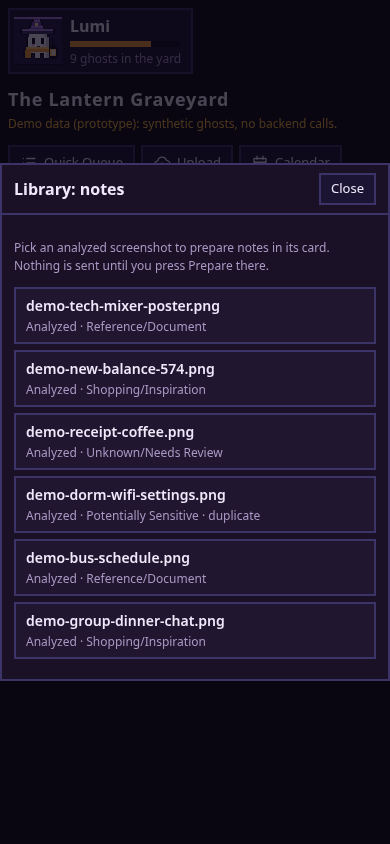 Lumi
9 ghosts in the yard
The Lantern Graveyard
Demo data (prototype): synthetic ghosts, no backend calls.
Quick Queue Upload Calendar
Library: notes
Close
Pick an analyzed screenshot to prepare notes in its card.
Nothing is sent until you press Prepare there.
demo-tech-mixer-poster.png
Analyzed · Reference/Document
demo-new-balance-574.png
Analyzed · Shopping/Inspiration
demo-receipt-coffee.png
Analyzed · Unknown/Needs Review
demo-dorm-wifi-settings.png
Analyzed · Potentially Sensitive · duplicate
demo-bus-schedule.png
Analyzed · Reference/Document
demo-group-dinner-chat.png
Analyzed · Shopping/Inspiration